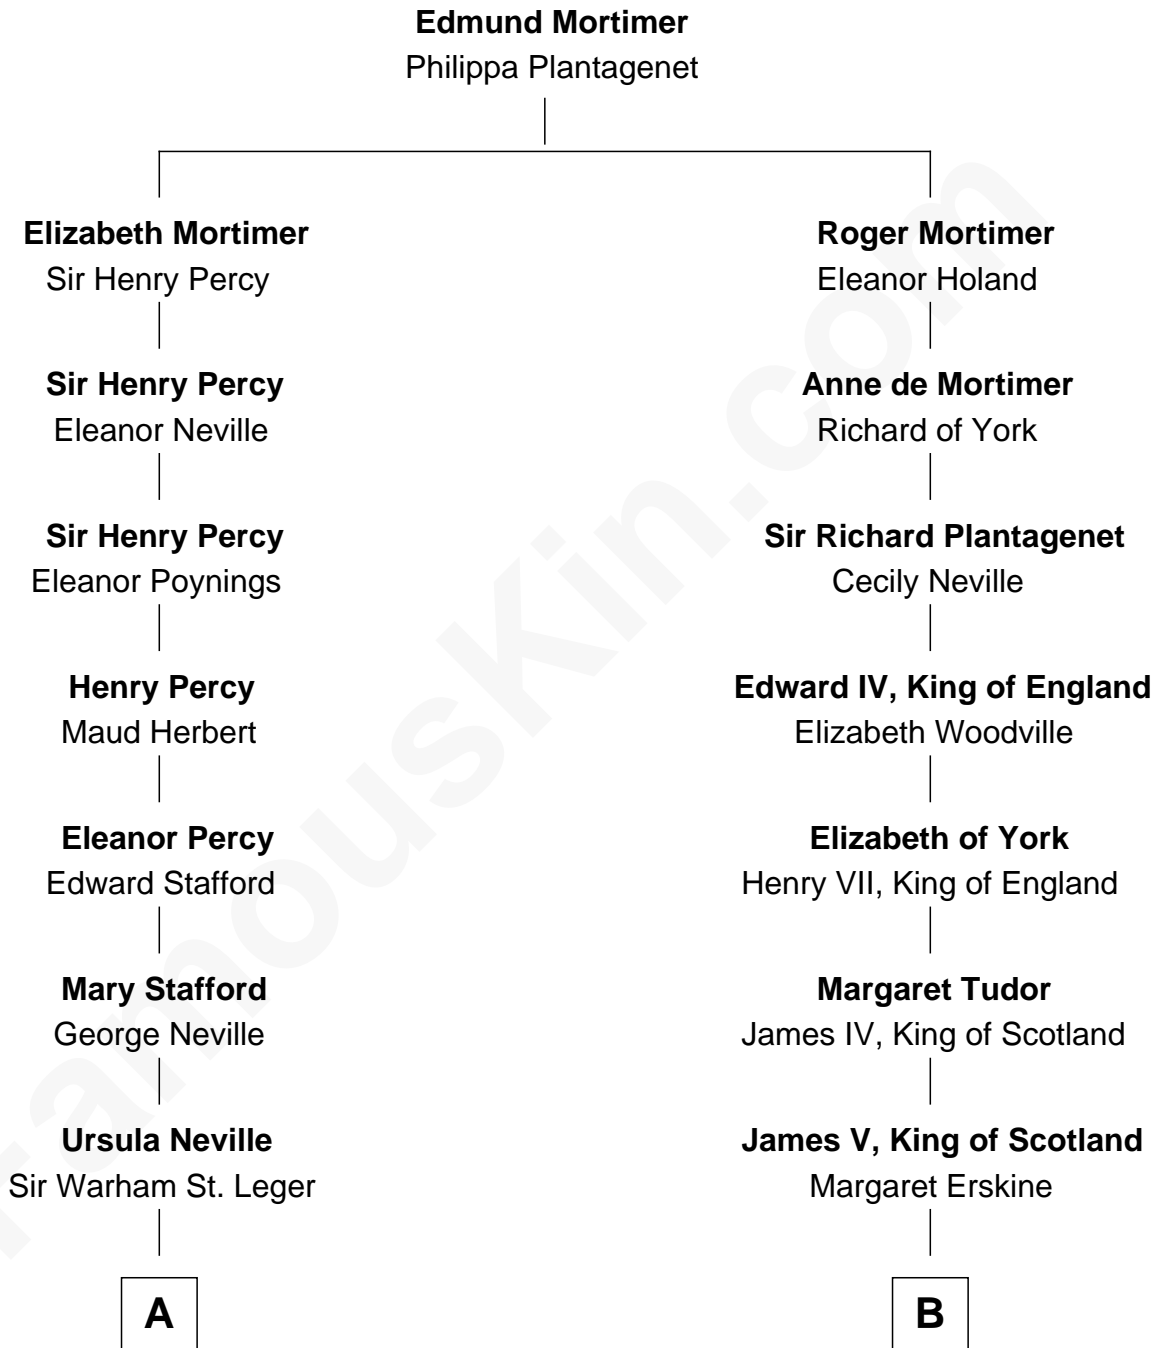 Edmund Mortimer
Philippa Plantagenet
Elizabeth Mortimer
Sir Henry Percy
Roger Mortimer
Eleanor Holand
Sir Henry Percy
Eleanor Neville
Anne de Mortimer
Richard of York
Sir Henry Percy
Eleanor Poynings
Sir Richard Plantagenet
Cecily Neville
Henry Percy
Maud Herbert
Edward IV, King of England
Elizabeth Woodville
Eleanor Percy
Edward Stafford
Elizabeth of York
Henry VII, King of England
Mary Stafford
George Neville
Margaret Tudor
James IV, King of Scotland
Ursula Neville
Sir Warham St. Leger
James V, King of Scotland
Margaret Erskine
A
B
famouskin.com